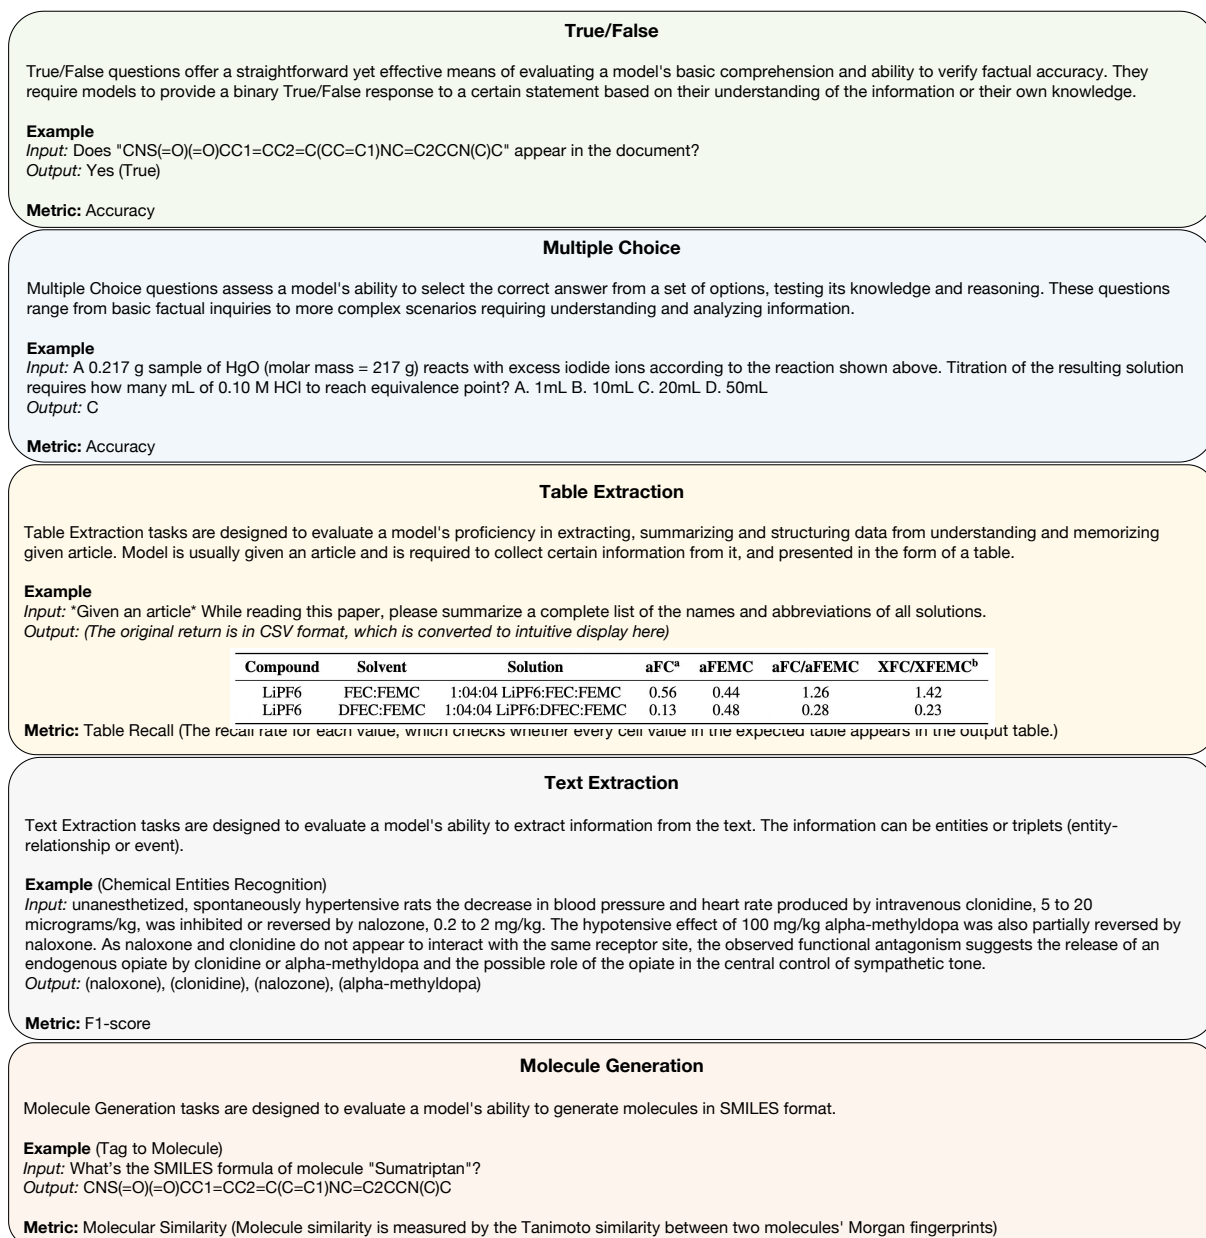 True/False
True/False questions offer a straightforward yet effective means of evaluating a model's basic comprehension and ability to verify factual accuracy. They
require models to provide a binary True/False response to a certain statement based on their understanding of the information or their own knowledge.
Example
Input: Does "CNS(=O)(=O)CC1=CC2=C(CC=C1)NC=C2CCN(C)C" appear in the document?
Output: Yes (True)
Metric: Accuracy
Multiple Choice
Multiple Choice questions assess a model's ability to select the correct answer from a set of options, testing its knowledge and reasoning. These questions
range from basic factual inquiries to more complex scenarios requiring understanding and analyzing information.
Example
Input: A 0.217 g sample of HgO (molar mass = 217 g) reacts with excess iodide ions according to the reaction shown above. Titration of the resulting solution
requires how many mL of 0.10 M HCl to reach equivalence point? A. 1mL B. 10mL C. 20mL D. 50mL
Output: C
Metric: Accuracy
Table Extraction
Table Extraction tasks are designed to evaluate a model's proficiency in extracting, summarizing and structuring data from understanding and memorizing
given article. Model is usually given an article and is required to collect certain information from it, and presented in the form of a table.
Example
Input: *Given an article* While reading this paper, please summarize a complete list of the names and abbreviations of all solutions.
Output: (The original return is in CSV format, which is converted to intuitive display here)
Compound Solvent Solution aFCa aFEMC aFC/aFEMC XFC/XFEMCb
LiPF6 FEC:FEMC 1:04:04 LiPF6:FEC:FEMC 0.56 0.44 1.26 1.42
LiPF6 DFEC:FEMC 1:04:04 LiPF6:DFEC:FEMC 0.13 0.48 0.28 0.23
Metric: Table Recall (The recall rate for each value, which checks whether every cell value in the expected table appears in the output table.)
Text Extraction
Text Extraction tasks are designed to evaluate a model's ability to extract information from the text. The information can be entities or triplets (entity-
relationship or event).
Example (Chemical Entities Recognition)
Input: unanesthetized, spontaneously hypertensive rats the decrease in blood pressure and heart rate produced by intravenous clonidine, 5 to 20
micrograms/kg, was inhibited or reversed by nalozone, 0.2 to 2 mg/kg. The hypotensive effect of 100 mg/kg alpha-methyldopa was also partially reversed by
naloxone. As naloxone and clonidine do not appear to interact with the same receptor site, the observed functional antagonism suggests the release of an
endogenous opiate by clonidine or alpha-methyldopa and the possible role of the opiate in the central control of sympathetic tone.
Output: (naloxone), (clonidine), (nalozone), (alpha-methyldopa)
Metric: F1-score
Molecule Generation
Molecule Generation tasks are designed to evaluate a model's ability to generate molecules in SMILES format.
Example (Tag to Molecule)
Input: What's the SMILES formula of molecule "Sumatriptan"?
Output: CNS(=O)(=O)CC1=CC2=C(C=C1)NC=C2CCN(C)C
Metric: Molecular Similarity (Molecule similarity is measured by the Tanimoto similarity between two molecules' Morgan fingerprints)